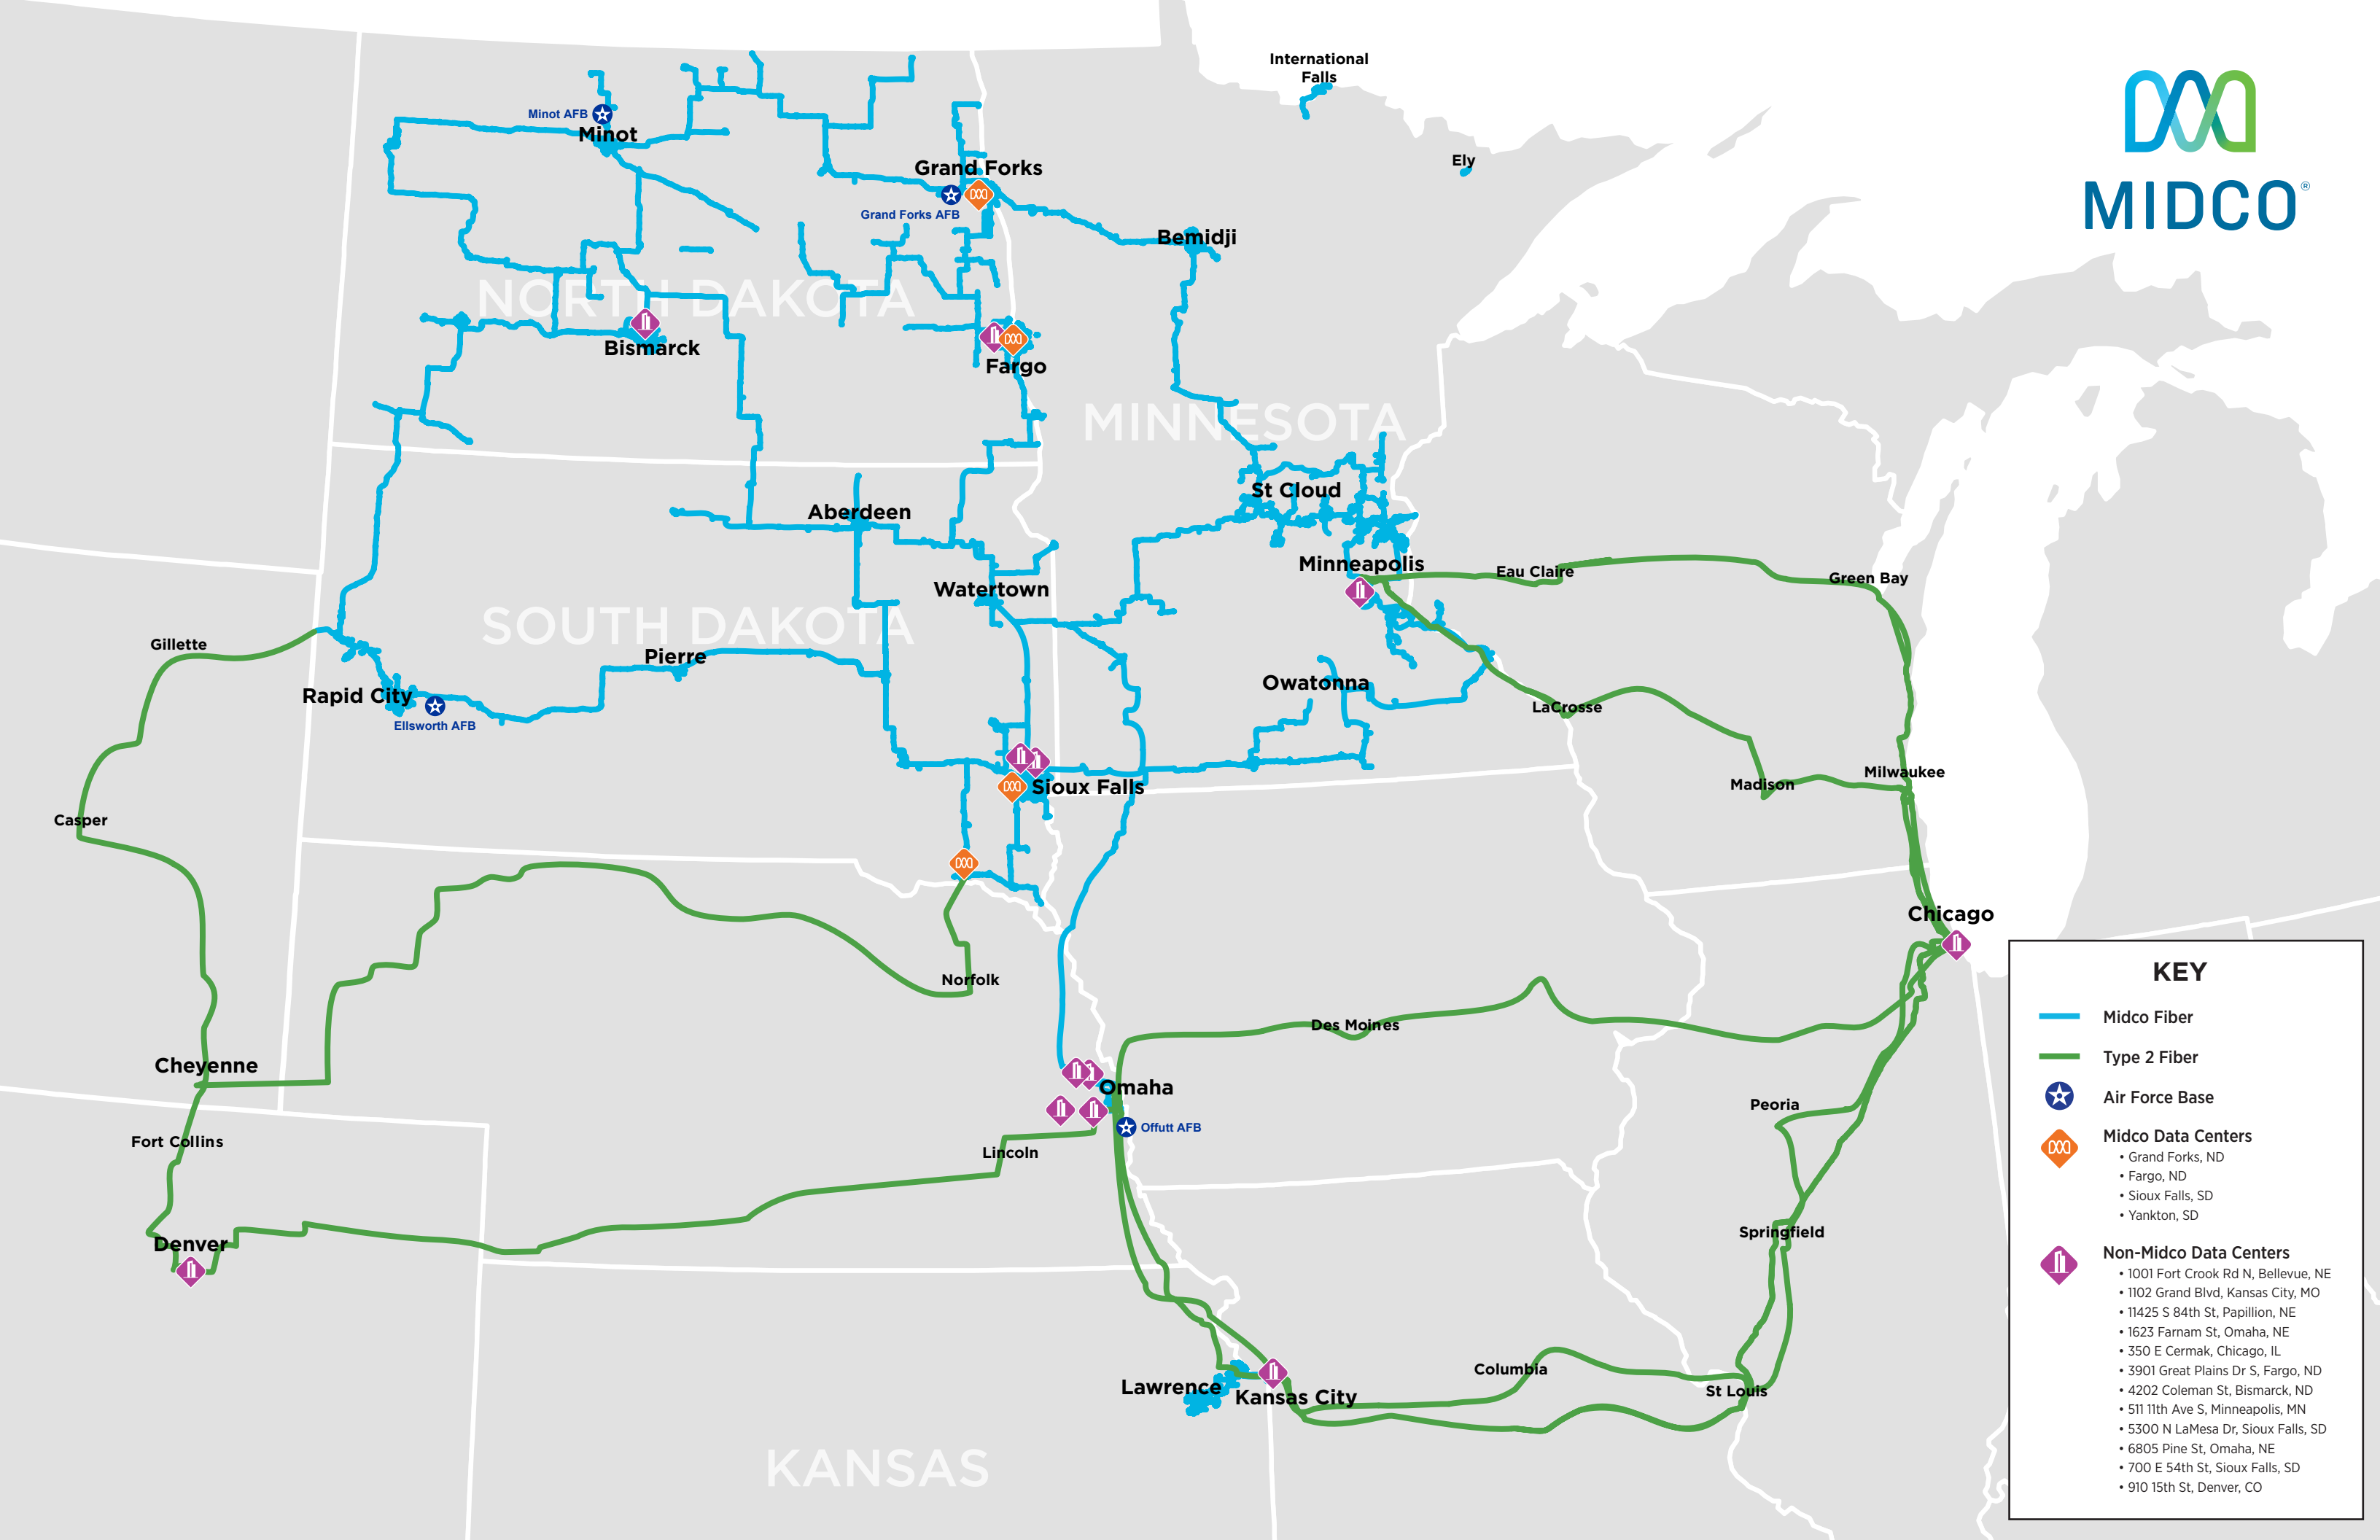 International
Falls
Minot AFB
Minot
Ely
Grand Forks
Grand Forks AFB
MIDCO®
Bemidji
NORTH DAKOTA
Bismarck
Fargo
MINNESOTA
St Cloud
Aberdeen
Minneapolis
Eau Claire
Green Bay
Watertown
SOUTH DAKOTA
Gillette
Pierre
Rapid City
Ellsworth AFB
Owatonna
LaCrosse
Milwaukee
Madison
Sioux Falls
Casper
Chicago
Norfolk
Des Moines
Cheyenne
Omaha
Offutt AFB
Peoria
Fort Collins
Lincoln
Springfield
Denver
Columbia
St Louis
Lawrence
Kansas City
KANSAS
KEY
Midco Fiber
Type 2 Fiber
Air Force Base
Midco Data Centers
• Grand Forks, ND
• Fargo, ND
• Sioux Falls, SD
• Yankton, SD
Non-Midco Data Centers
• 1001 Fort Crook Rd N, Bellevue, NE
• 1102 Grand Blvd, Kansas City, MO
• 11425 S 84th St, Papillion, NE
• 1623 Farnam St, Omaha, NE
• 350 E Cermak, Chicago, IL
• 3901 Great Plains Dr S, Fargo, ND
• 4202 Coleman St, Bismarck, ND
• 511 11th Ave S, Minneapolis, MN
• 5300 N LaMesa Dr, Sioux Falls, SD
• 6805 Pine St, Omaha, NE
• 700 E 54th St, Sioux Falls, SD
• 910 15th St, Denver, CO